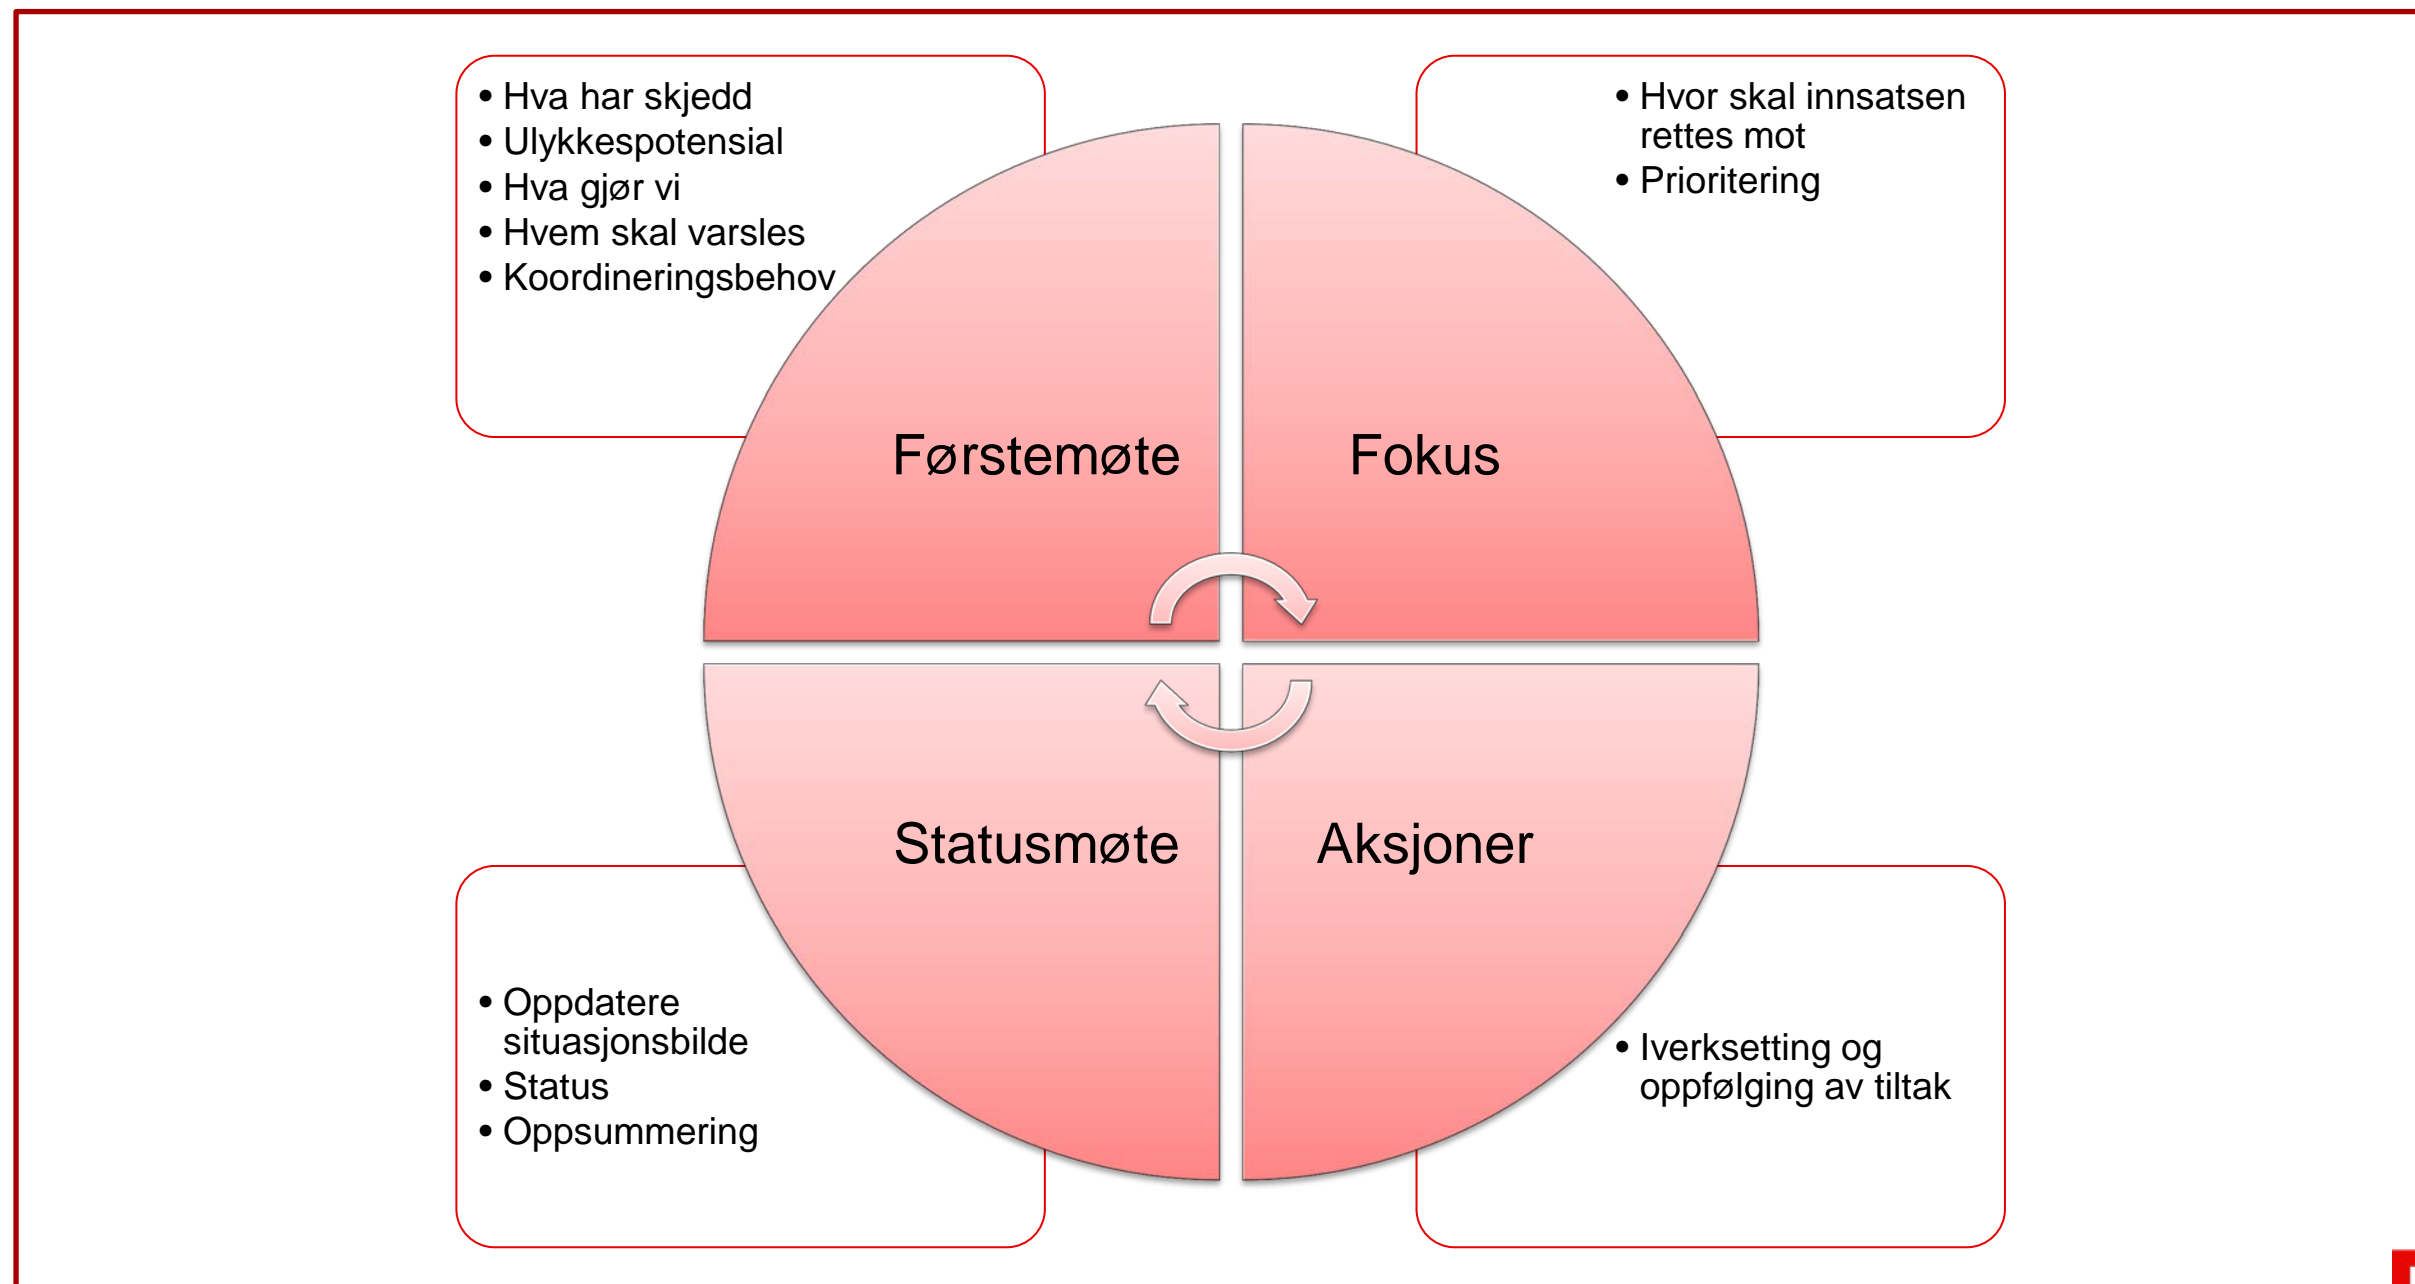 • Hva har skjedd
• Ulykkespotensial
• Hva gjør vi
• Hvem skal varsles
• Koordineringsbehov
• Hvor skal innsatsen
rettes mot
• Prioritering
Førstemøte
Fokus
Statusmøte
Aksjoner
• Oppdatere
situasjonsbilde
• Status
• Oppsummering
• Iverksetting og
oppfølging av tiltak